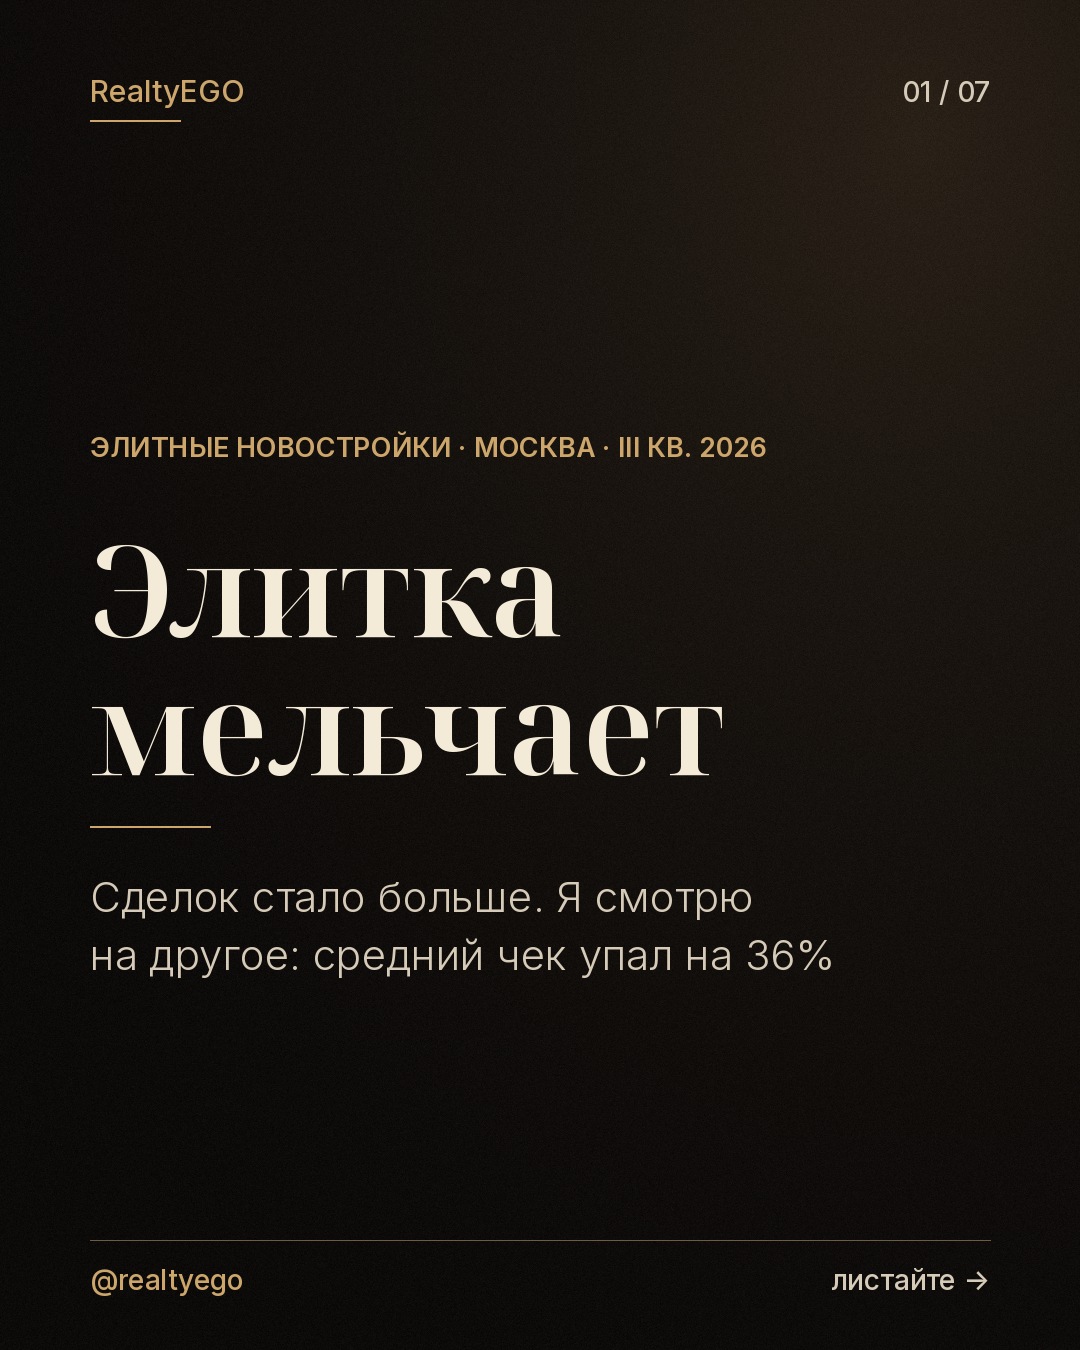 RealtyEGO
01 / 07
ЭЛИТНЫЕ НОВОСТРОЙКИ · МОСКВА · III КВ. 2026
Элитка
мельчает
Сделок стало больше. Я смотрю
на другое: средний чек упал на 36%
@realtyego
листайте →